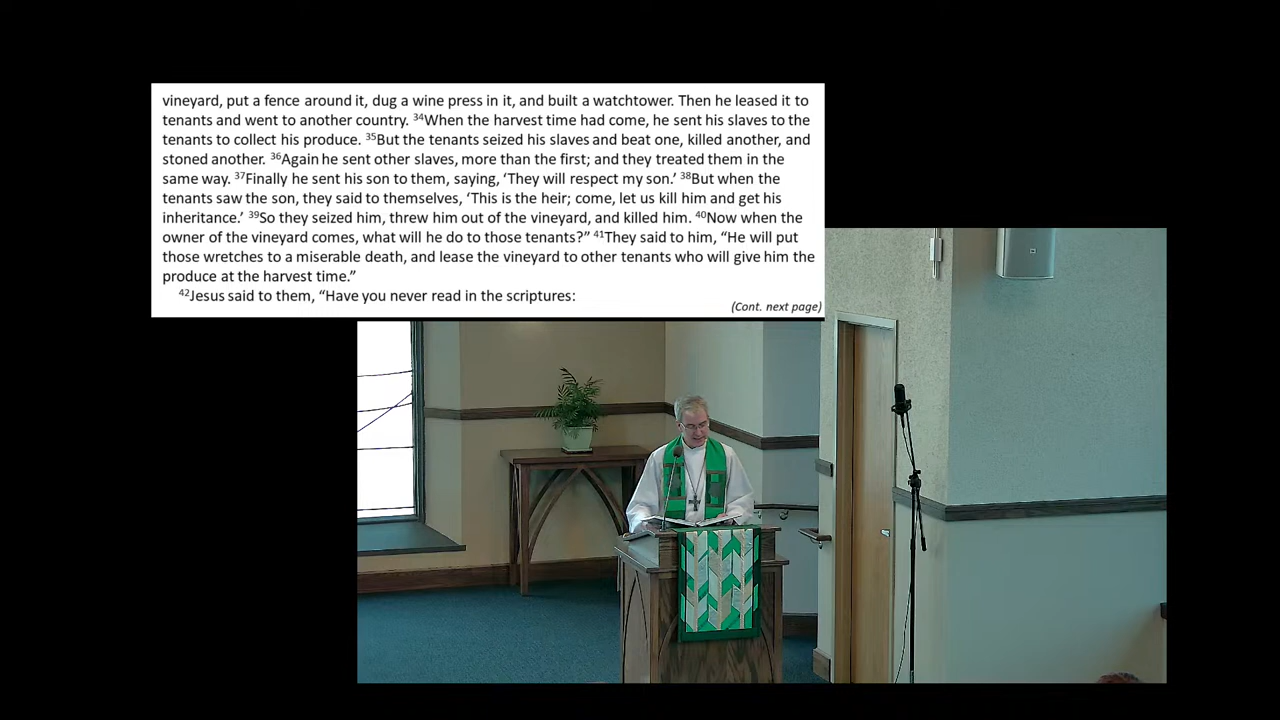 vineyard, put a fence around it, dug a wine press in it, and built a watchtower. Then he leased it to
tenants and went to another country. ³⁴When the harvest time had come, he sent his slaves to the
tenants to collect his produce. ³⁵But the tenants seized his slaves and beat one, killed another, and
stoned another. ³⁶Again he sent other slaves, more than the first; and they treated them in the
same way. ³⁷Finally he sent his son to them, saying, ‘They will respect my son.’ ³⁸But when the
tenants saw the son, they said to themselves, ‘This is the heir; come, let us kill him and get his
inheritance.’ ³⁹So they seized him, threw him out of the vineyard, and killed him. ⁴⁰Now when the
owner of the vineyard comes, what will he do to those tenants?” ⁴¹They said to him, “He will put
those wretches to a miserable death, and lease the vineyard to other tenants who will give him the
produce at the harvest time.”
⁴²Jesus said to them, “Have you never read in the scriptures:
(Cont. next page)